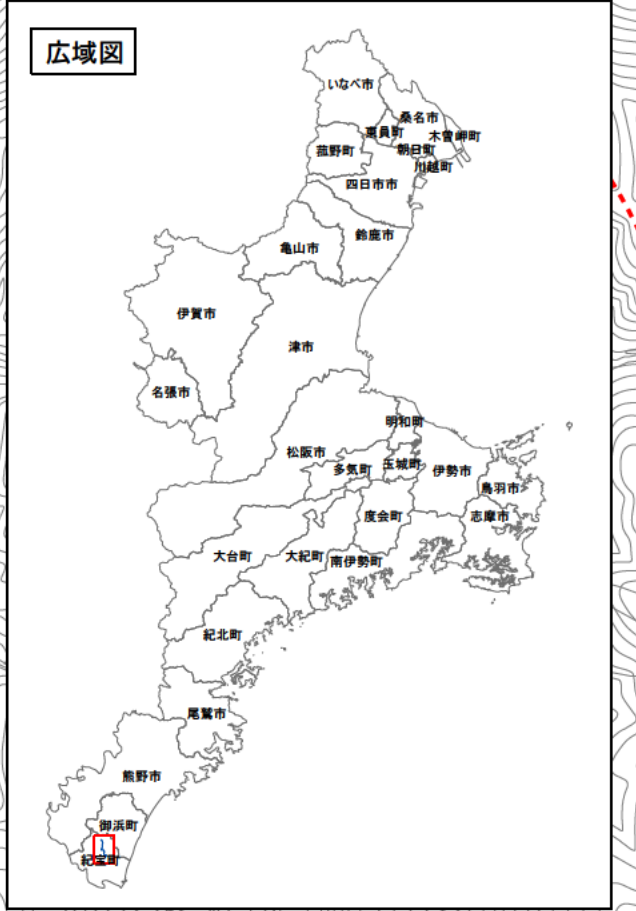 広域図
いなべ市
桑名市
東員町
木曽岬町
朝日町
菰野町
川越町
四日市市
鈴鹿市
亀山市
伊賀市
津市
名張市
明和町
松阪市
玉城町
多気町
伊勢市
鳥羽市
度会町
志摩市
大台町
大紀町
南伊勢町
紀北町
尾鷲市
熊野市
御浜町
紀宝町